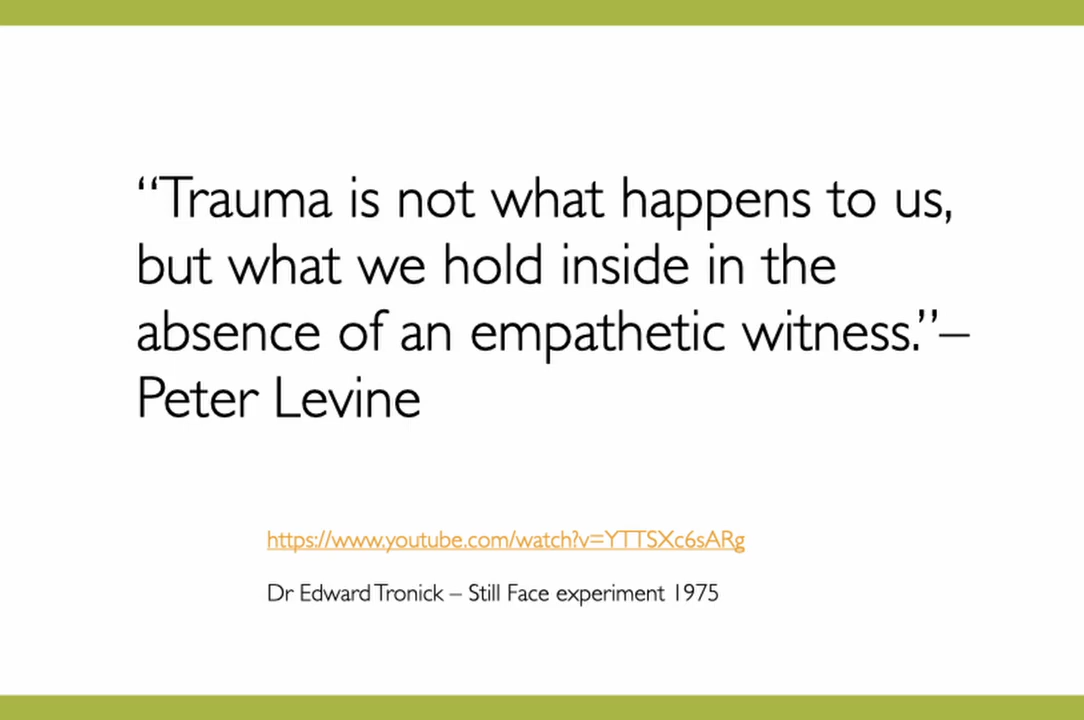 “Trauma is not what happens to us,
but what we hold inside in the
absence of an empathetic witness.”–
Peter Levine
https://www.youtube.com/watch?v=YTTSXc6sARg
Dr Edward Tronick – Still Face experiment 1975